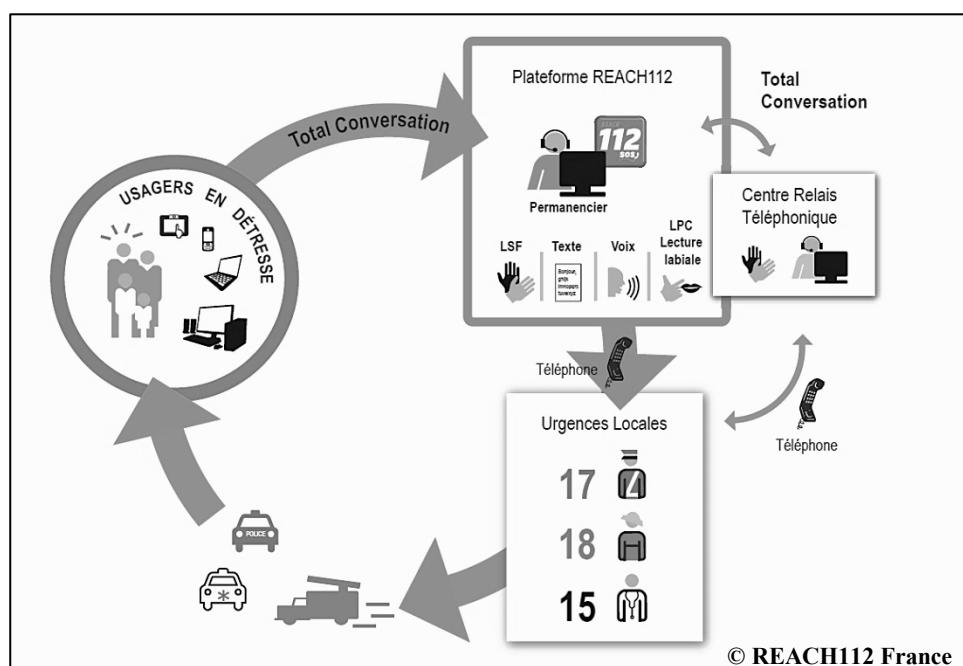 Plateforme REACH112
Total Conversation
Total
Conversation
112
SOS
Permanencier
Centre Relais
Téléphonique
USAGERS EN DÉTRESSE
LSF
Texte
Voix
LPC
Lecture
labiale
Bonjour,
Téléphone
Urgences Locales
Téléphone
17
18
15
POLICE
© REACH112 France